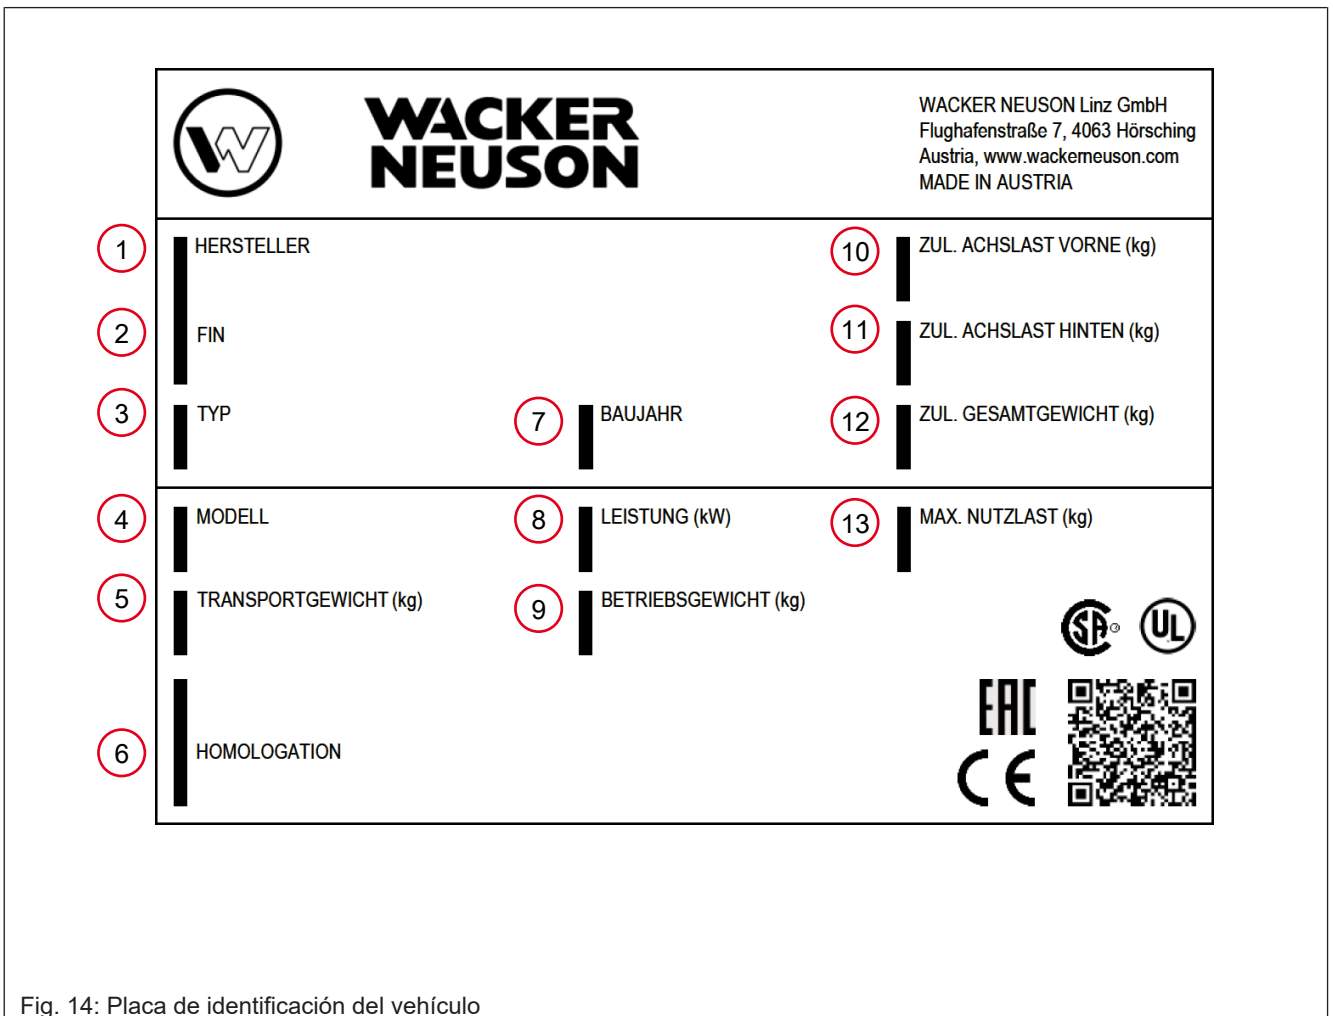 WACKER
NEUSON
WACKER NEUSON Linz GmbH
Flughafenstraße 7, 4063 Hörsching
Austria, www.wackerneuson.com
MADE IN AUSTRIA
1 HERSTELLER
10 ZUL. ACHSLAST VORNE (kg)
2 FIN
11 ZUL. ACHSLAST HINTEN (kg)
3 TYP
7 BAUJAHR
12 ZUL. GESAMTGEWICHT (kg)
4 MODELL
8 LEISTUNG (kW)
13 MAX. NUTZLAST (kg)
5 TRANSPORTGEWICHT (kg)
9 BETRIEBSGEWICHT (kg)
SA UL
EAC
6 HOMOLOGATION
CE
Fig. 14: Placa de identificación del vehículo